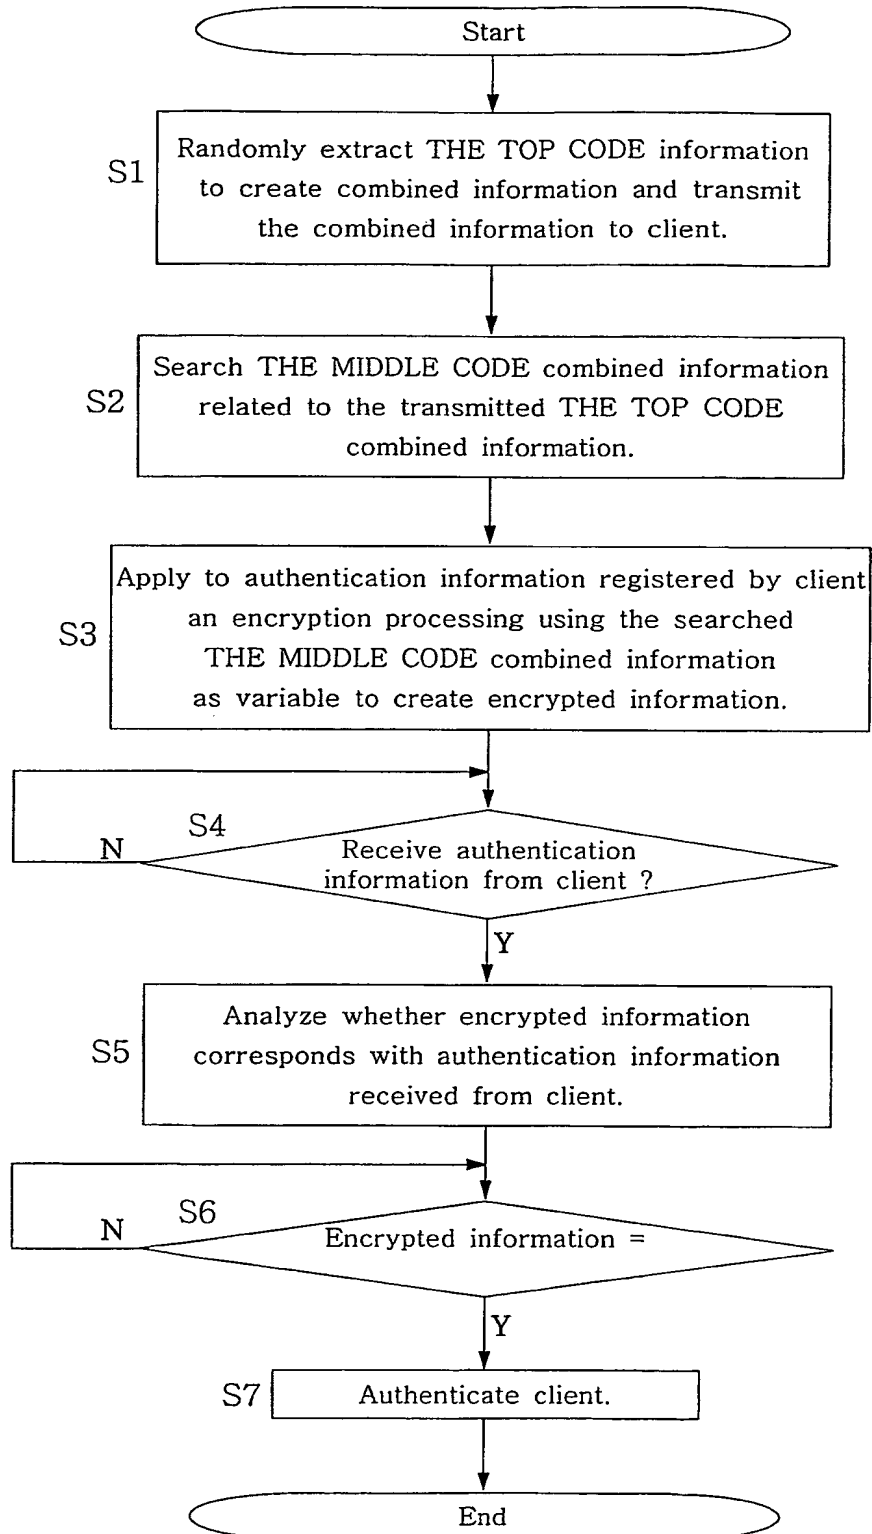 Start
S1
Randomly extract THE TOP CODE information
to create combined information and transmit
the combined information to client.
S2
Search THE MIDDLE CODE combined information
related to the transmitted THE TOP CODE
combined information.
S3
Apply to authentication information registered by client
an encryption processing using the searched
THE MIDDLE CODE combined information
as variable to create encrypted information.
S4
N
Receive authentication
information from client ?
Y
S5
Analyze whether encrypted information
corresponds with authentication information
received from client.
S6
N
Encrypted information =
Y
S7
Authenticate client.
End